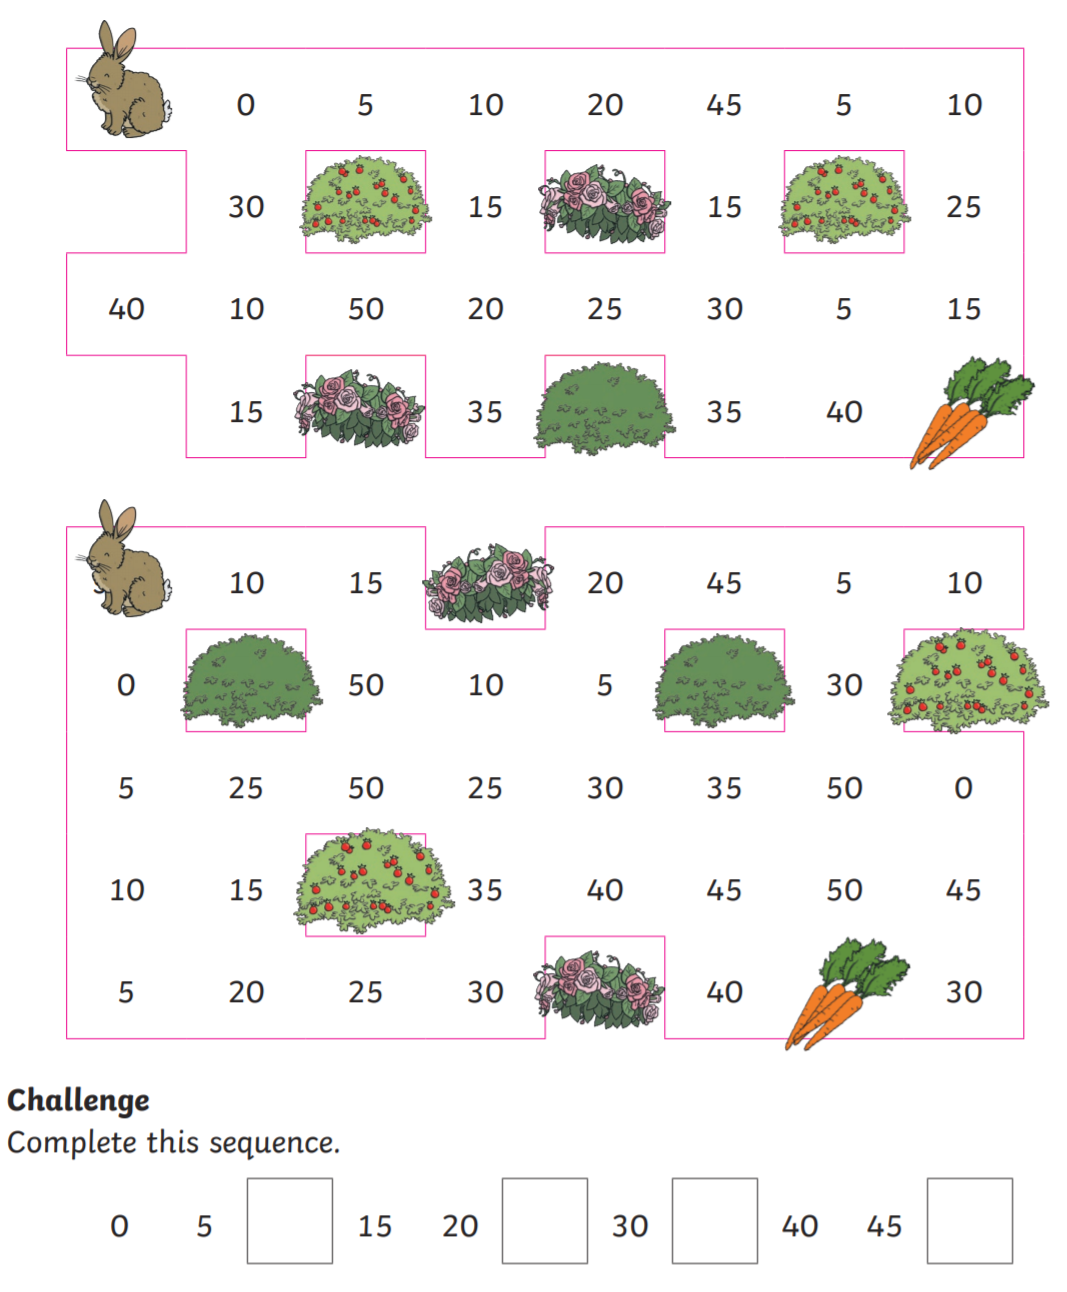 0 5 10 20 45 5 10
30 15 15 25
40 10 50 20 25 30 5 15
15 35 35 40
10 15 20 45 5 10
0 50 10 5 30
5 25 50 25 30 35 50 0
10 15 35 40 45 50 45
5 20 25 30 40 30
Challenge
Complete this sequence.
0 5 15 20 30 40 45